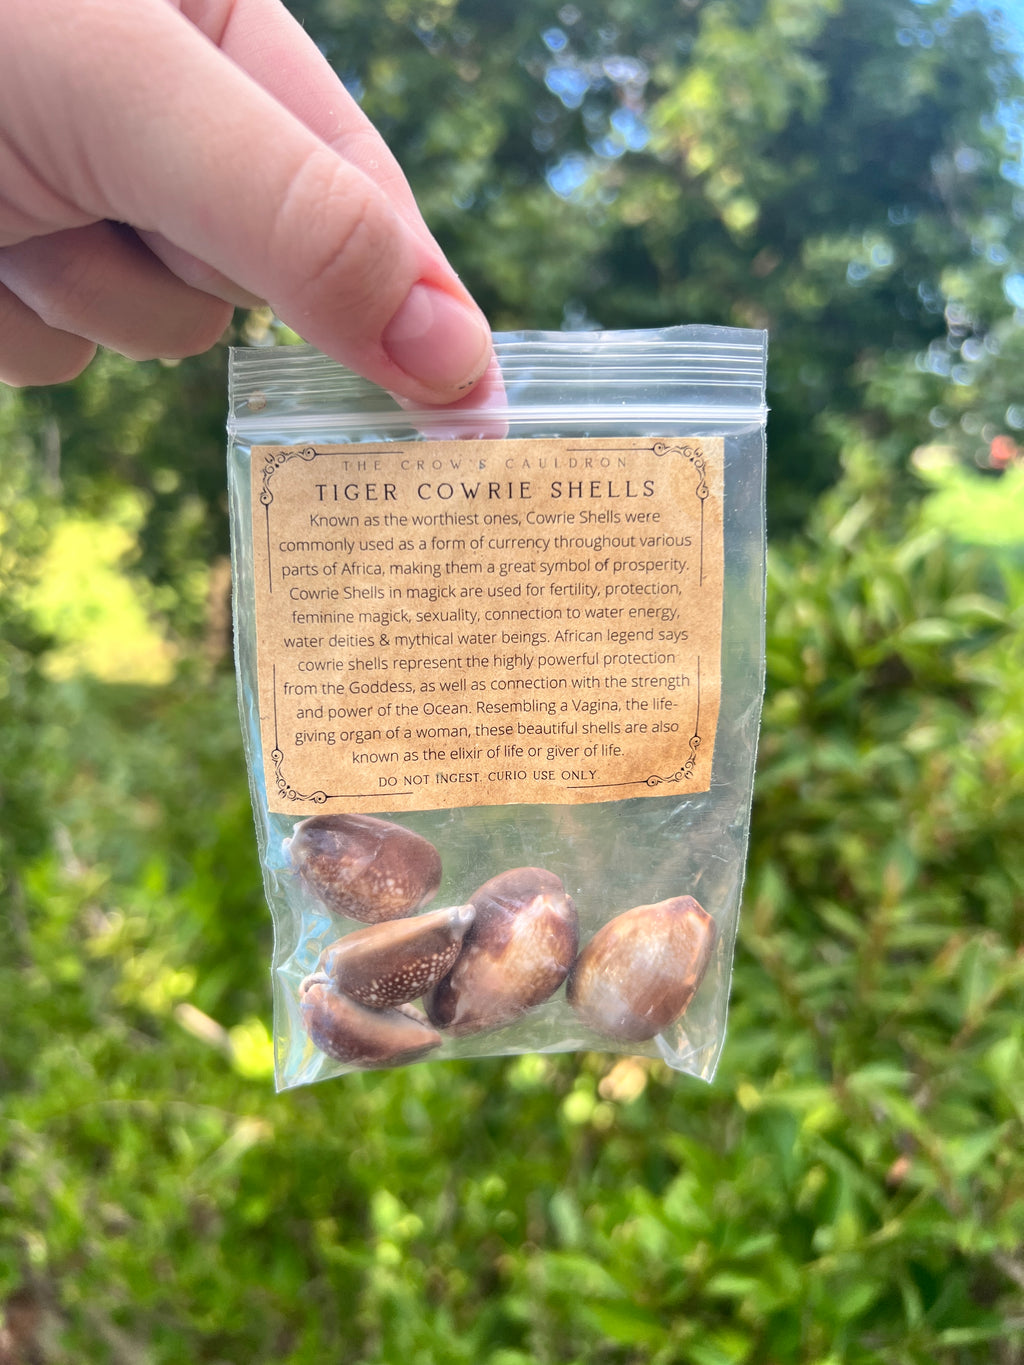 THE CROW'S CAULDRON
TIGER COWRIE SHELLS
Known as the worthiest ones, Cowrie Shells were
commonly used as a form of currency throughout various
parts of Africa, making them a great symbol of prosperity.
Cowrie Shells in magick are used for fertility, protection,
feminine magick, sexuality, connection to water energy,
water deities & mythical water beings. African legend says
cowrie shells represent the highly powerful protection
from the Goddess, as well as connection with the strength
and power of the Ocean. Resembling a Vagina, the life-
giving organ of a woman, these beautiful shells are also
known as the elixir of life or giver of life.
DO NOT INGEST. CURIO USE ONLY.